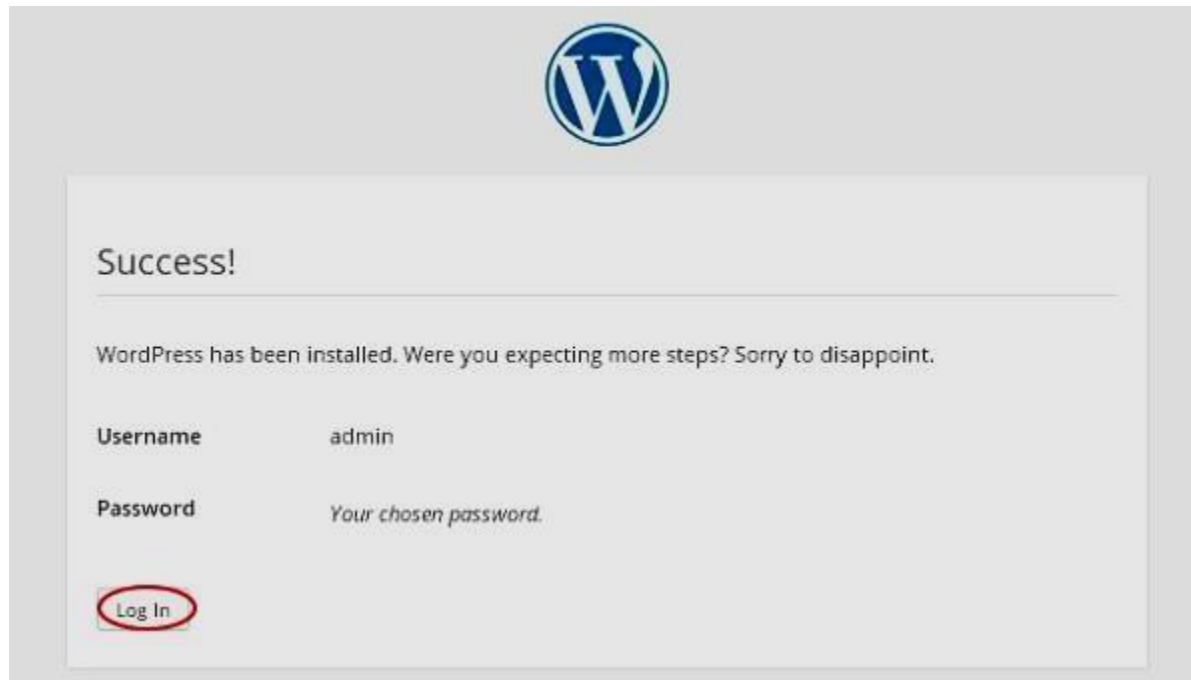 Success!
WordPress has been installed. Were you expecting more steps? Sorry to disappoint.
Username admin
Password Your chosen password.
Log In